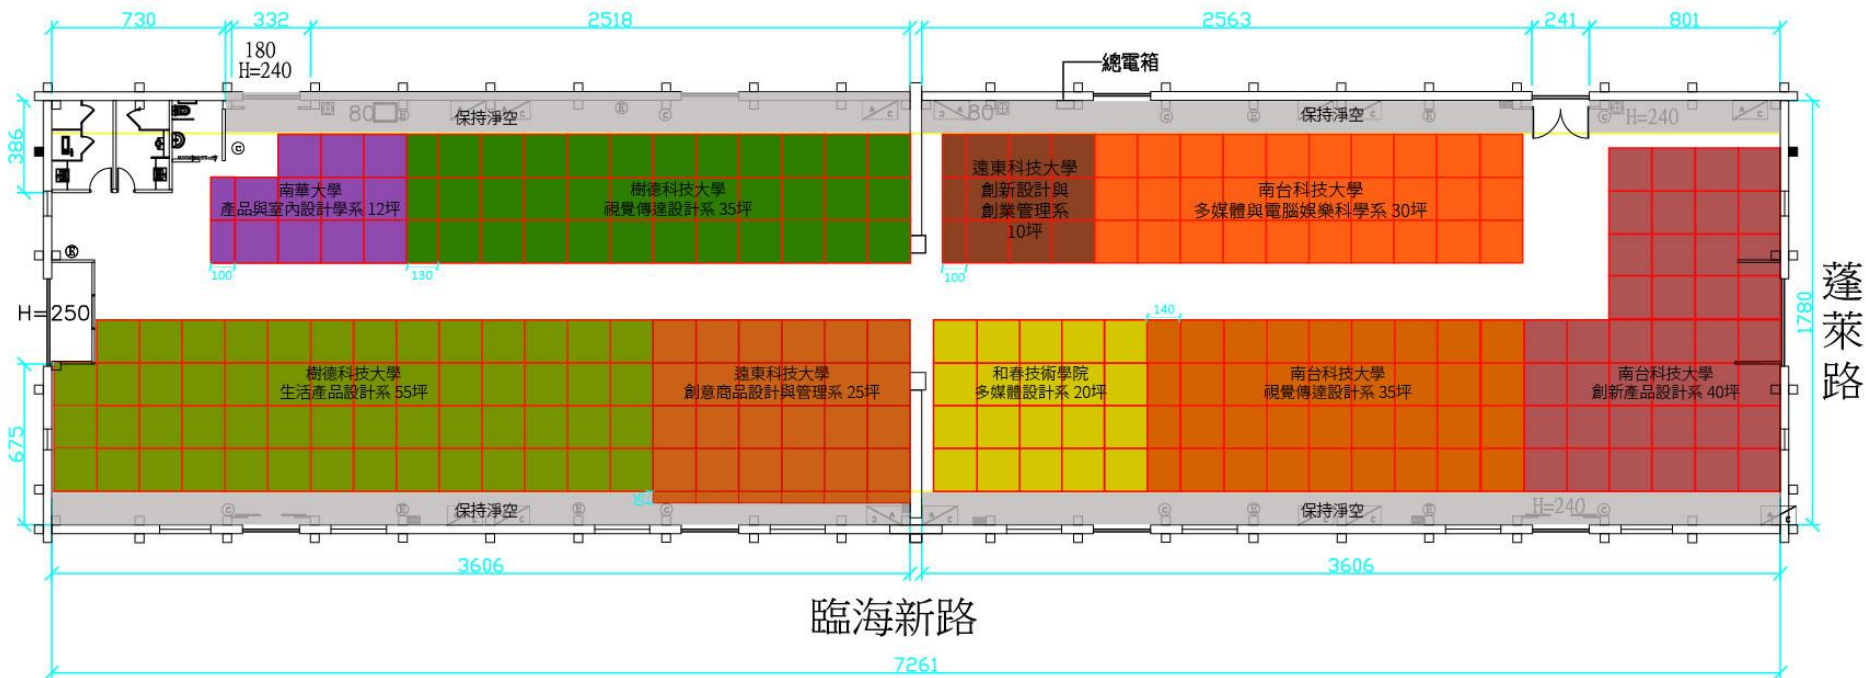 730
332
2518
2563
241
801
180
H=240
總電箱
80
保持淨空
80
保持淨空
H=240
386
南華大學
產品與室內設計學系 12坪
樹德科技大學
視覺傳達設計系 35坪
遠東科技大學
創新設計與
創業管理系
10坪
南台科技大學
多媒體與電腦娛樂科學系 30坪
100
130
100
H=250
140
1780
蓬萊路
675
樹德科技大學
生活產品設計系 55坪
遠東科技大學
創意商品設計與管理系 25坪
和春技術學院
多媒體設計系 20坪
南台科技大學
視覺傳達設計系 35坪
南台科技大學
創新產品設計系 40坪
保持淨空
保持淨空
H=240
3606
3606
臨海新路
7261